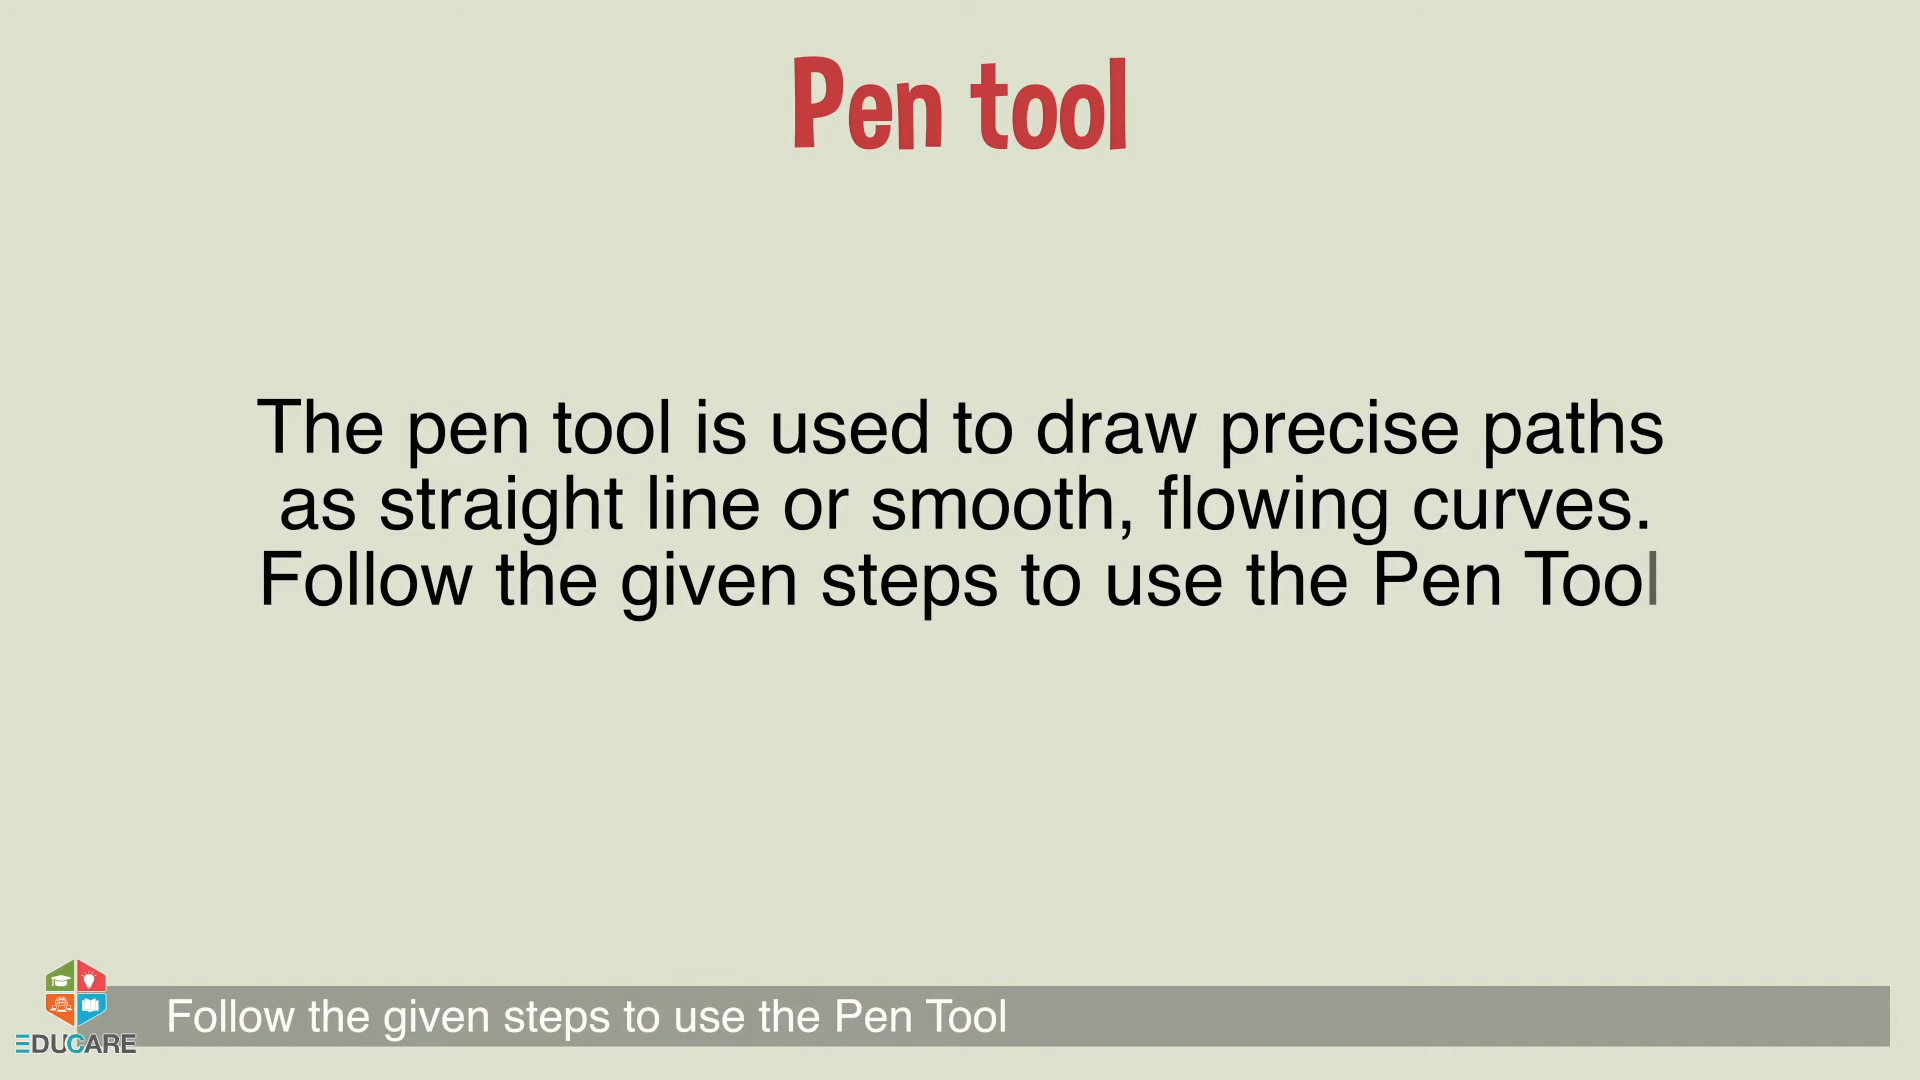 Pen tool
The pen tool is used to draw precise paths
as straight line or smooth, flowing curves.
Follow the given steps to use the Pen Tool
Follow the given steps to use the Pen Tool
EDUCARE